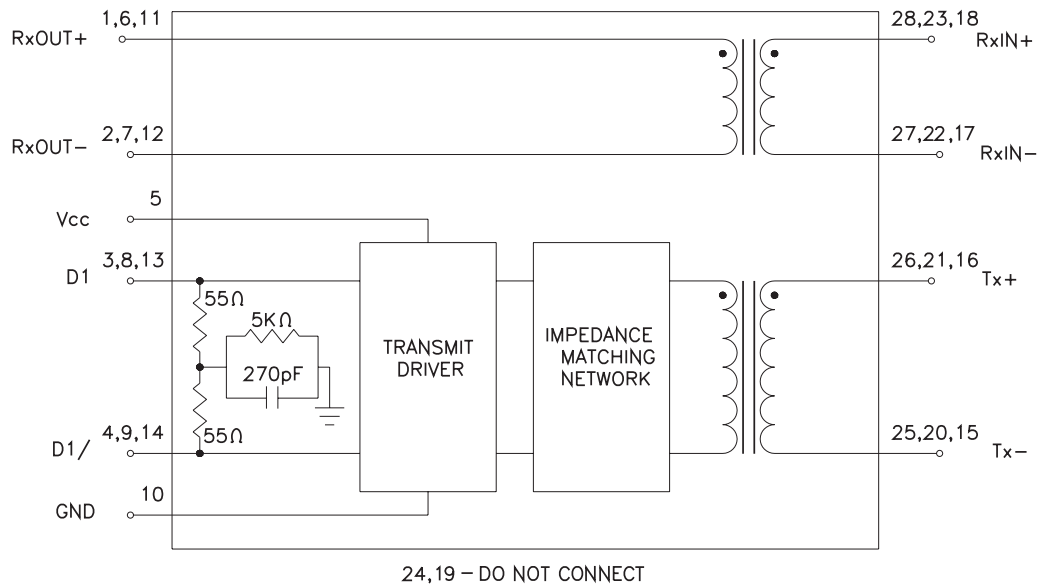 1,6,11
28,23,18
RxOUT+
RxIN+
2,7,12
27,22,17
RxOUT-
RxIN-
5
Vcc
3,8,13
26,21,16
D1
Tx+
55Ω
5KΩ
270pF
TRANSMIT
DRIVER
IMPEDANCE
MATCHING
NETWORK
4,9,14
55Ω
25,20,15
D1/
Tx-
10
GND
24,19 - DO NOT CONNECT